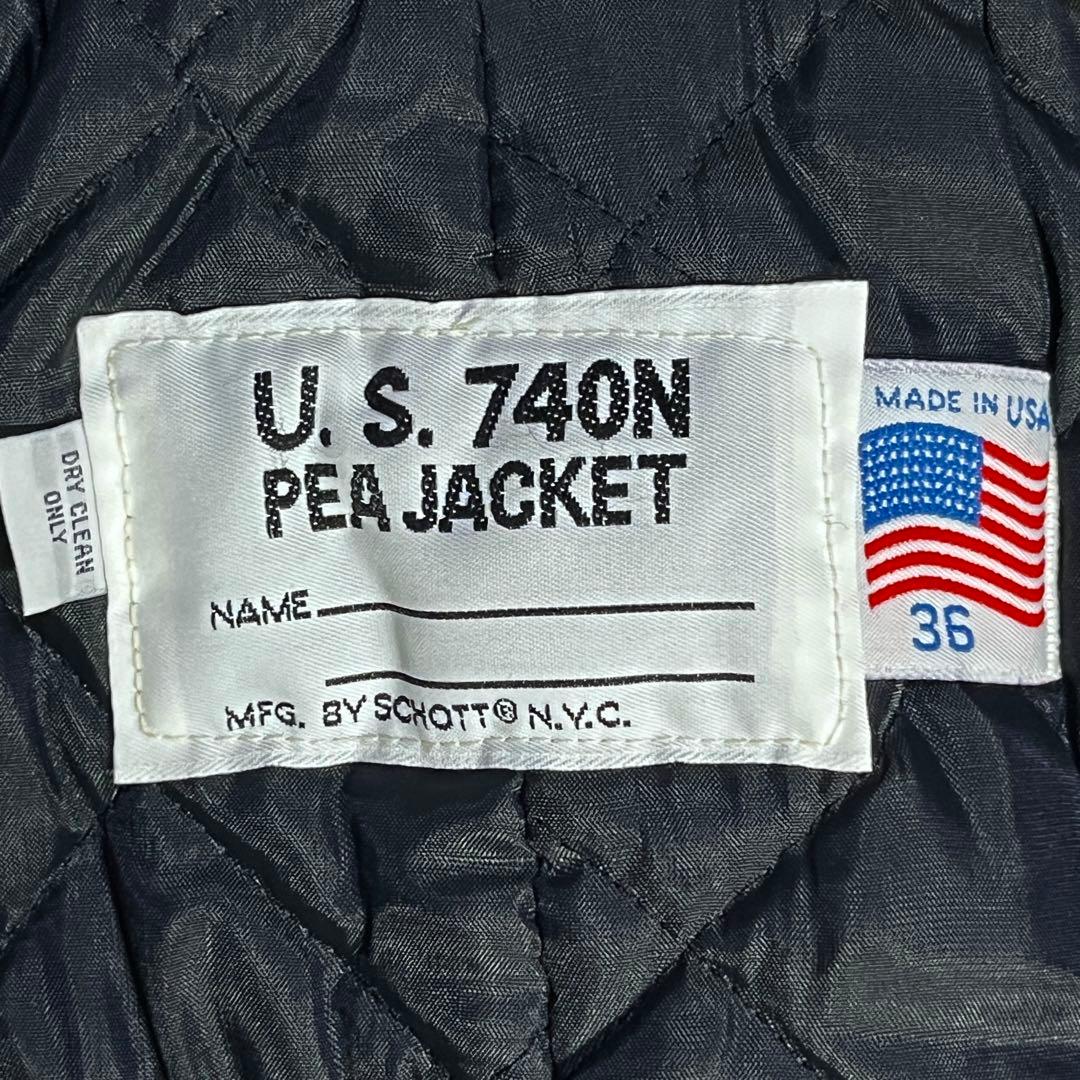 U. S. 740N
PEA JACKET
NAME
MFG. BY SCHOTT® N.Y.C.
DRY CLEAN
ONLY
MADE IN USA
36